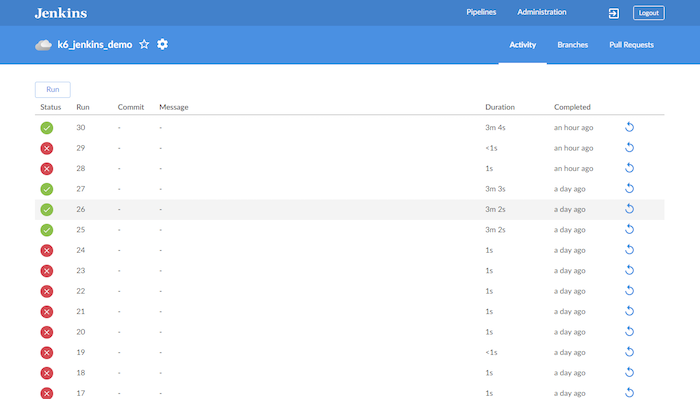 Jenkins Pipelines Administration Logout
k6_jenkins_demo Activity Branches Pull Requests
Run
Status Run Commit Message Duration Completed
30 - - 3m 4s an hour ago
29 - - <1s an hour ago
28 - - 1s an hour ago
27 - - 3m 3s a day ago
26 - - 3m 2s a day ago
25 - - 3m 2s a day ago
24 - - 1s a day ago
23 - - 1s a day ago
22 - - 1s a day ago
21 - - 1s a day ago
20 - - 1s a day ago
19 - - <1s a day ago
18 - - 1s a day ago
17 - - 1s a day ago